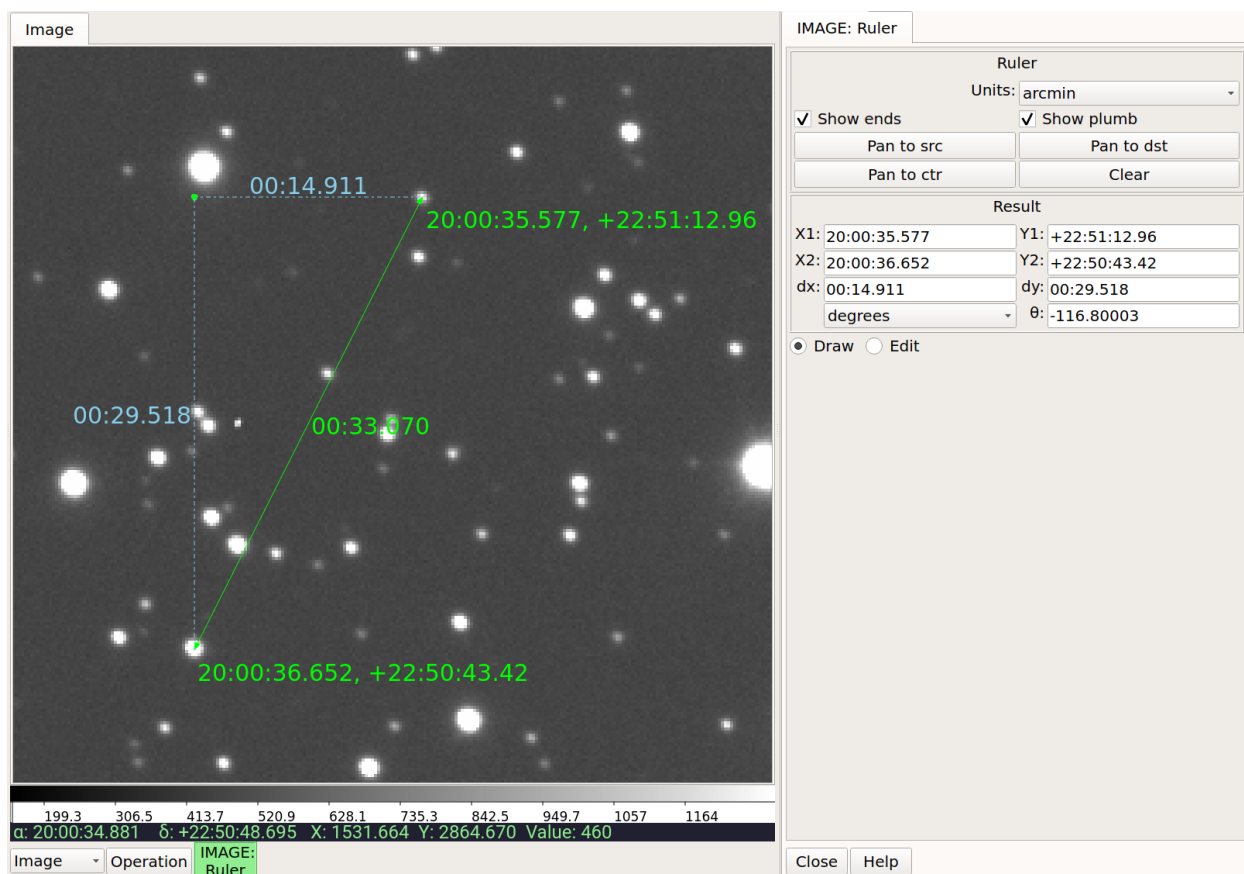 Image
00:14.911
20:00:35.577, +22:51:12.96
00:29.518
00:33.070
20:00:36.652, +22:50:43.42
199.3 306.5 413.7 520.9 628.1 735.3 842.5 949.7 1057 1164
α: 20:00:34.881 δ: +22:50:48.695 X: 1531.664 Y: 2864.670 Value: 460
Image Operation IMAGE:
Ruler
IMAGE: Ruler
Ruler
Units: arcmin
Show ends Show plumb
Pan to src Pan to dst
Pan to ctr Clear
Result
X1: 20:00:35.577 Y1: +22:51:12.96
X2: 20:00:36.652 Y2: +22:50:43.42
dx: 00:14.911 dy: 00:29.518
degrees θ: -116.80003
Draw Edit
Close Help